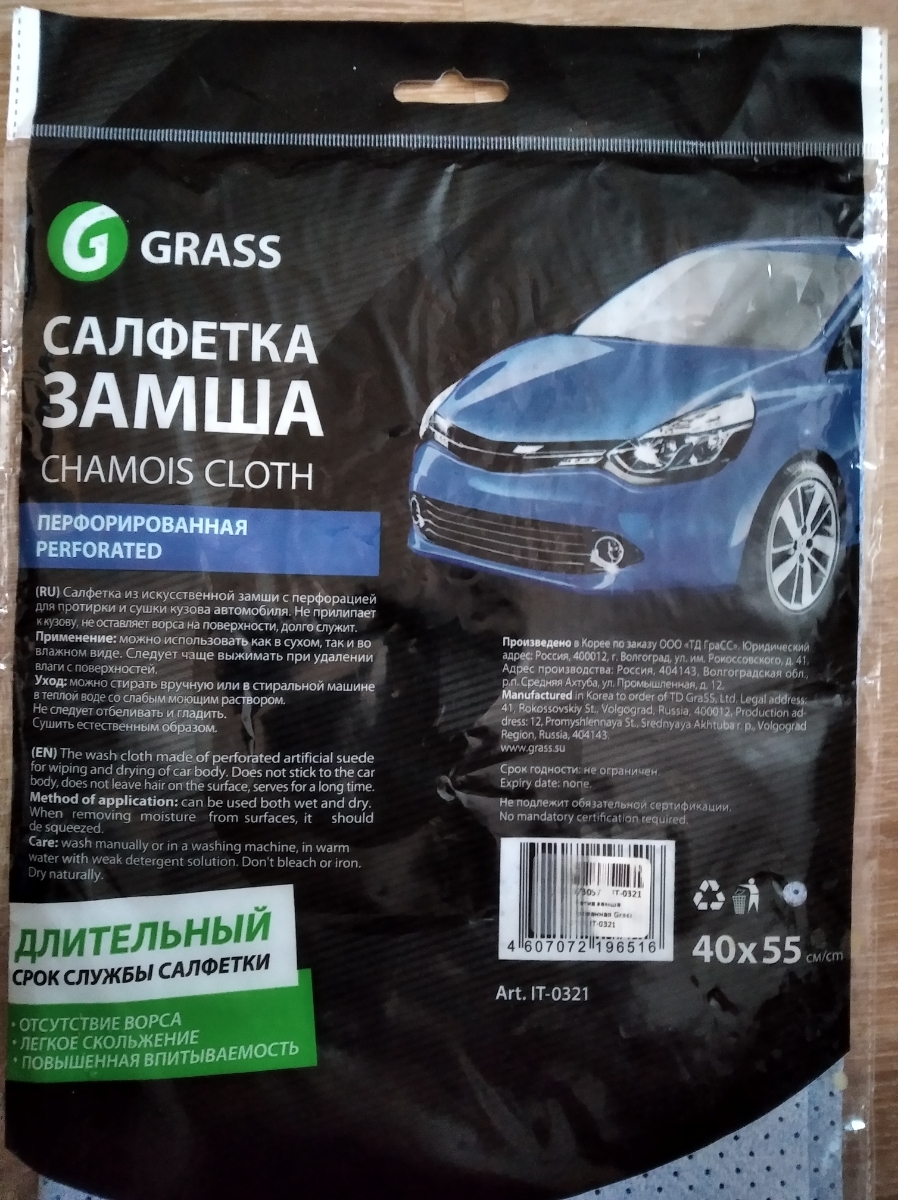 GRASS
САЛФЕТКА
ЗАМША
CHAMOIS CLOTH
ПЕРФОРИРОВАННАЯ
PERFORATED
(RU) Салфетка из искусственной замши с перфорацией
для протирки и сушки кузова автомобиля. Не прилипает
к кузову, не оставляет ворса на поверхности, долго служит.
Применение: можно использовать как в сухом, так и во
влажном виде. Следует чаще выжимать при удалении
влаги с поверхностей.
Уход: можно стирать вручную или в стиральной машине
в теплой воде со слабым моющим раствором.
Не следует отбеливать и гладить.
Сушить естественным образом.
(EN) The wash cloth made of perforated artificial suede
for wiping and drying of car body. Does not stick to the car
body, does not leave hair on the surface, serves for a long time.
Method of application: can be used both wet and dry.
When removing moisture from surfaces, it should
de squeezed.
Care: wash manually or in a washing machine, in warm
water with weak detergent solution. Don't bleach or iron.
Dry naturally.
ДЛИТЕЛЬНЫЙ
СРОК СЛУЖБЫ САЛФЕТКИ
• ОТСУТСТВИЕ ВОРСА
• ЛЕГКОЕ СКОЛЬЖЕНИЕ
• ПОВЫШЕННАЯ ВПИТЫВАЕМОСТЬ
Произведено в Корее по заказу ООО «ТД ГраСС». Юридический
адрес: Россия, 400012, г. Волгоград, ул. им. Рокоссовского, д. 41.
Адрес производства: Россия, 404143, Волгоградская обл.,
р.п. Средняя Ахтуба, ул. Промышленная, д. 12.
Manufactured in Korea to order of TD GraSS, Ltd. Legal address:
41, Rokossovskiy St., Volgograd, Russia, 400012. Production ad-
dress: 12, Promyshlennaya St., Srednyaya Akhtuba r. p., Volgograd
Region, Russia, 404143.
www.grass.su
Срок годности: не ограничен
Expiry date: none.
Не подлежит обязательной сертификации.
No mandatory certification required.
IT-0321
замша
Grass
IT-0321
4 607072 196516
40x55 см/cm
Art. IT-0321